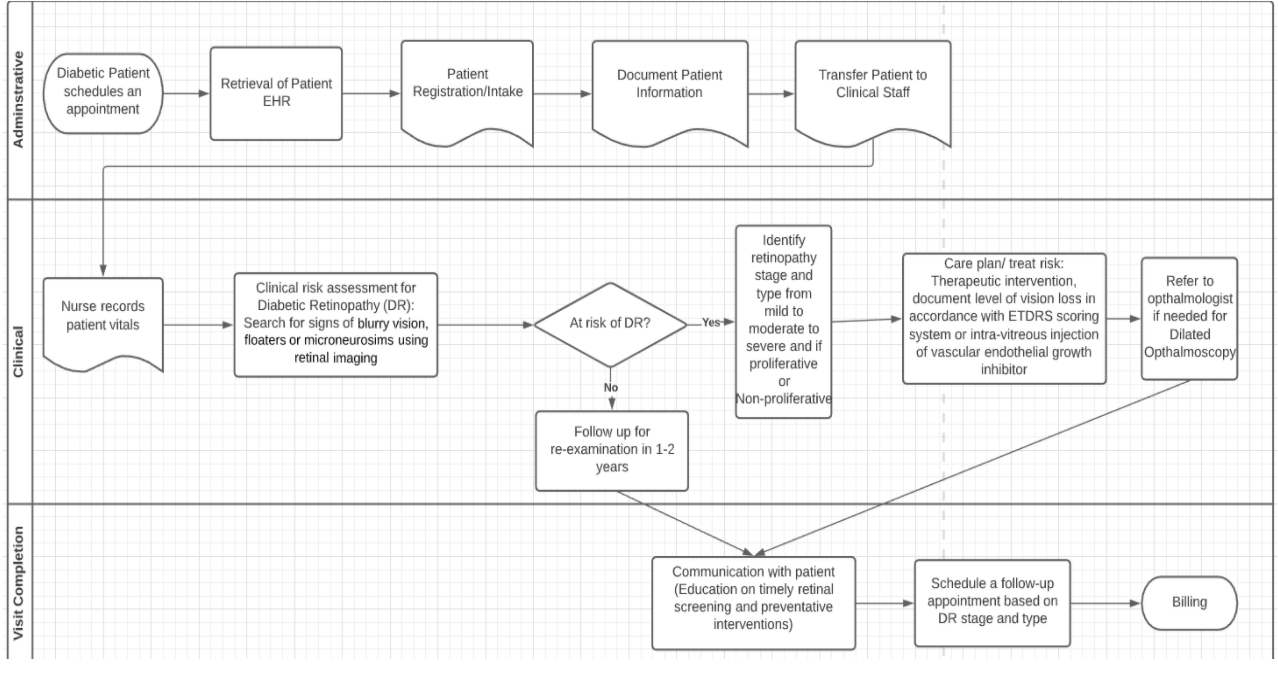 Adminstrative
Diabetic Patient
schedules an
appointment
Retrieval of Patient
EHR
Patient
Registration/Intake
Document Patient
Information
Transfer Patient to
Clinical Staff
Clinical
Nurse records
patient vitals
Clinical risk assessment for
Diabetic Retinopathy (DR):
Search for signs of blurry vision,
floaters or microneurosims using
retinal imaging
At risk of DR?
Yes
No
Follow up for
re-examination in 1-2
years
Identify
retinopathy
stage and
type from
mild to
moderate to
severe and if
proliferative
or
Non-proliferative
Care plan/ treat risk:
Therapeutic intervention,
document level of vision loss in
accordance with ETDRS scoring
system or intra-vitreous injection
of vascular endothelial growth
inhibitor
Refer to
opthalmologist
if needed for
Dilated
Opthalmoscopy
Visit Completion
Communication with patient
(Education on timely retinal
screening and preventative
interventions)
Schedule a follow-up
appointment based on
DR stage and type
Billing